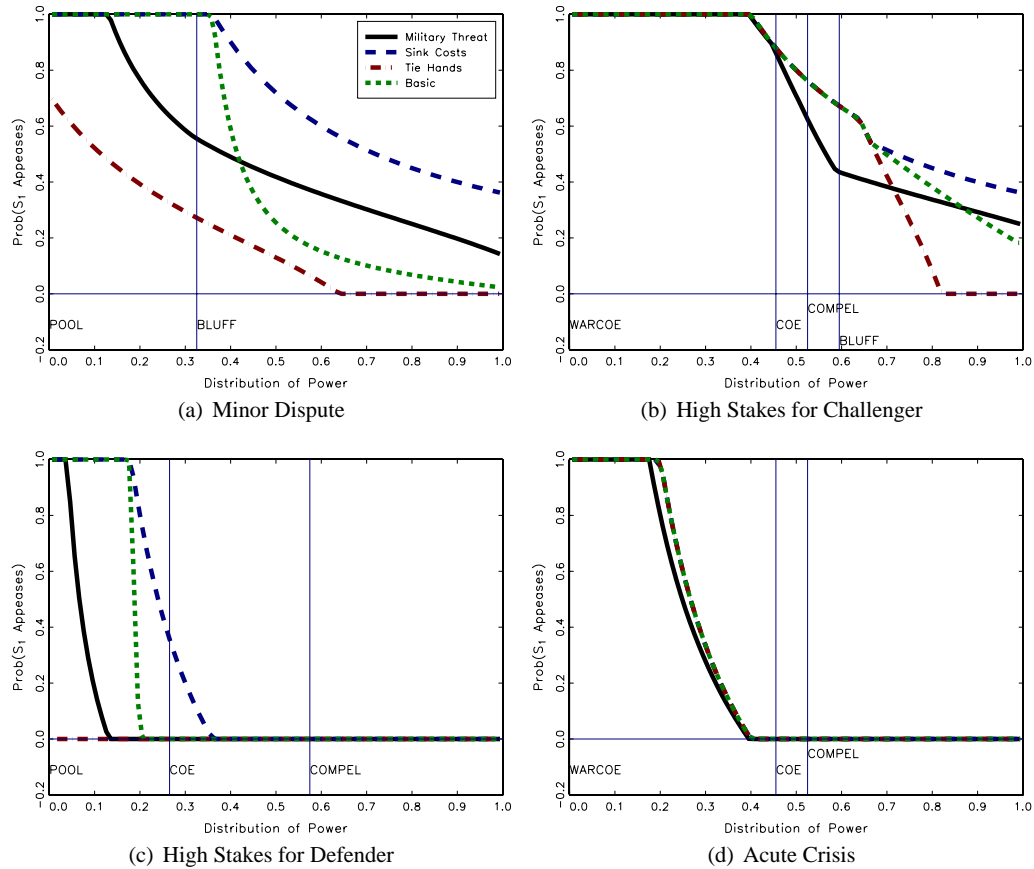 Prob(S1 Appeases)
1.0
0.8
0.6
0.4
0.2
0.0
−0.2
Military Threat
Sink Costs
Tie Hands
Basic
POOL
BLUFF
0.0 0.1 0.2 0.3 0.4 0.5 0.6 0.7 0.8 0.9 1.0
Distribution of Power
(a) Minor Dispute
Prob(S1 Appeases)
1.0
0.8
0.6
0.4
0.2
0.0
−0.2
COMPEL
WARCOE
COE
BLUFF
0.0 0.1 0.2 0.3 0.4 0.5 0.6 0.7 0.8 0.9 1.0
Distribution of Power
(b) High Stakes for Challenger
Prob(S1 Appeases)
1.0
0.8
0.6
0.4
0.2
0.0
−0.2
POOL
COE
COMPEL
0.0 0.1 0.2 0.3 0.4 0.5 0.6 0.7 0.8 0.9 1.0
Distribution of Power
(c) High Stakes for Defender
Prob(S1 Appeases)
1.0
0.8
0.6
0.4
0.2
0.0
−0.2
COMPEL
WARCOE
COE
0.0 0.1 0.2 0.3 0.4 0.5 0.6 0.7 0.8 0.9 1.0
Distribution of Power
(d) Acute Crisis